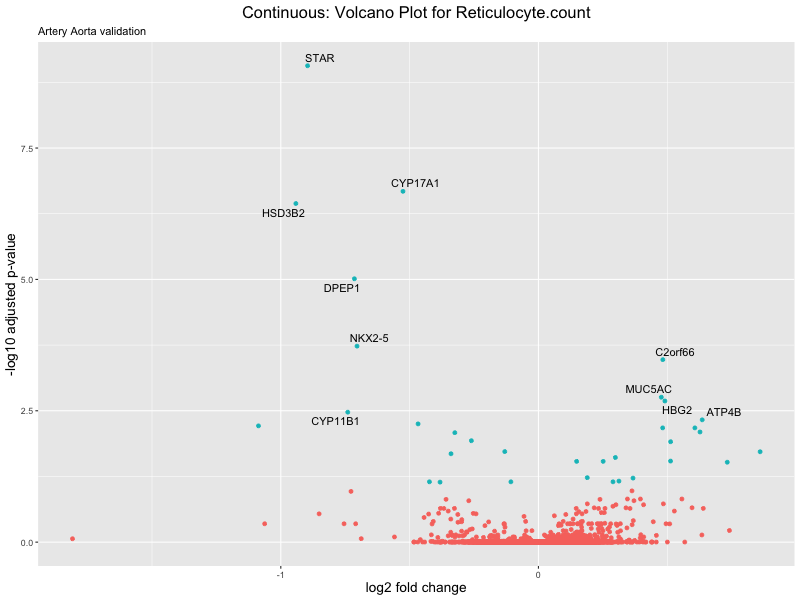 Continuous: Volcano Plot for Reticulocyte.count
Artery Aorta validation
STAR
CYP17A1
HSD3B2
DPEP1
NKX2-5
C2orf66
MUC5AC
HBG2
ATP4B
CYP11B1
7.5
5.0
2.5
0.0
-1
0
-log10 adjusted p-value
log2 fold change